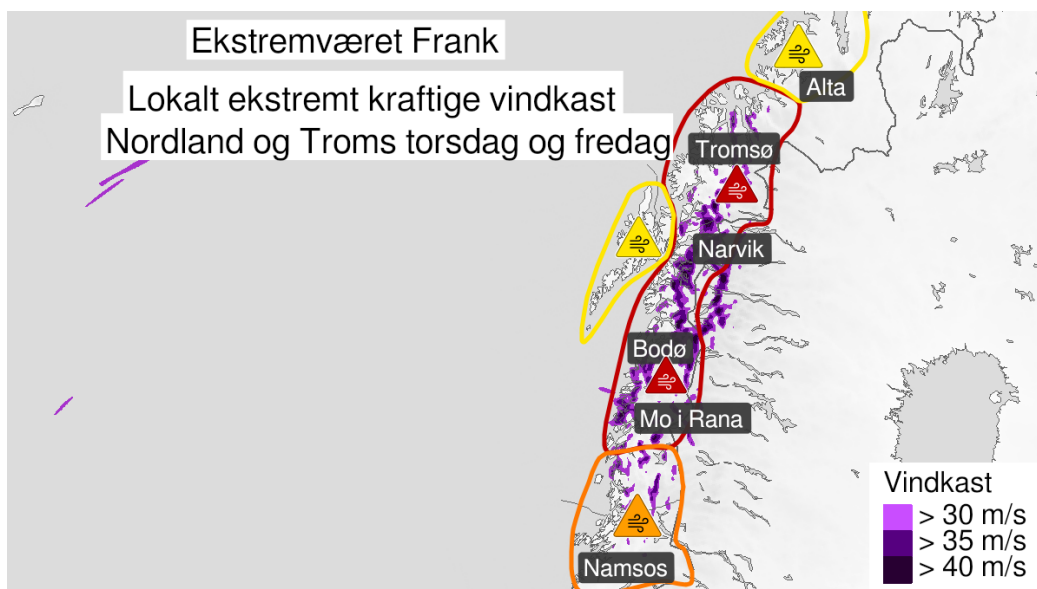 Ekstremværet Frank
Lokalt ekstremt kraftige vindkast
Nordland og Troms torsdag og fredag
Alta
Tromsø
Narvik
Bodø
Mo i Rana
Namsos
Vindkast
> 30 m/s
> 35 m/s
> 40 m/s